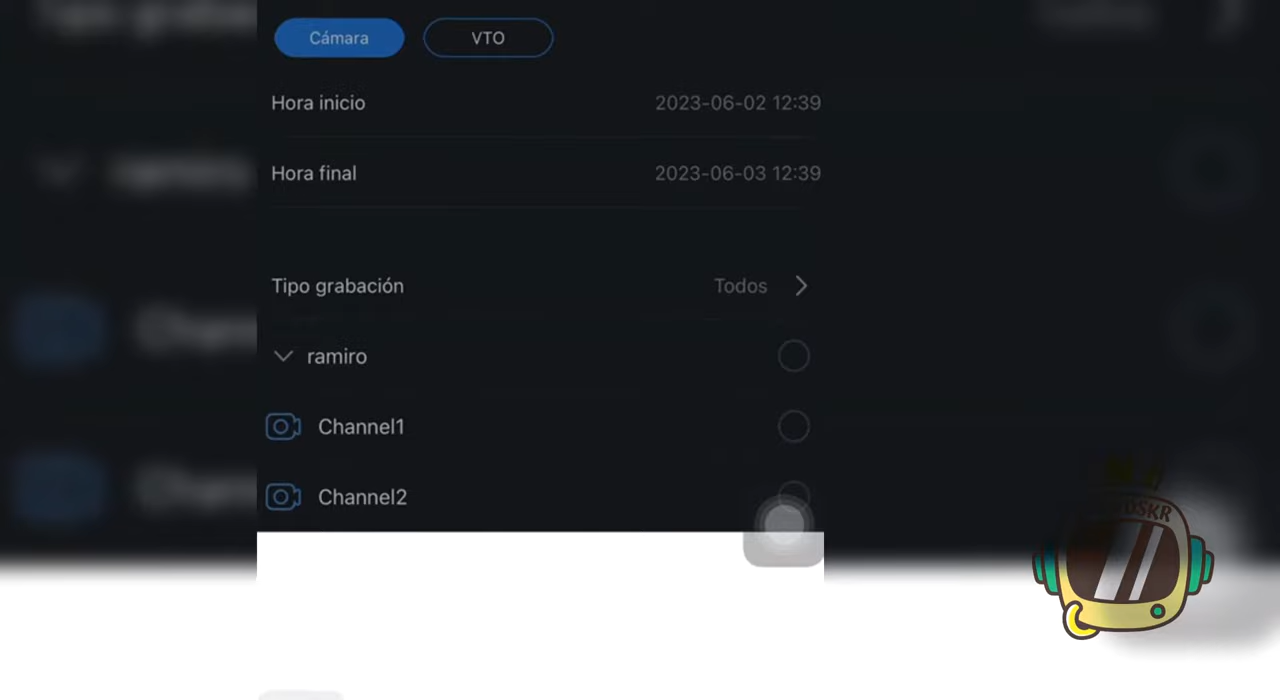 Cámara
VTO
Hora inicio
2023-06-02 12:39
Hora final
2023-06-03 12:39
Tipo grabación
Todos
ramiro
Channel1
Channel2